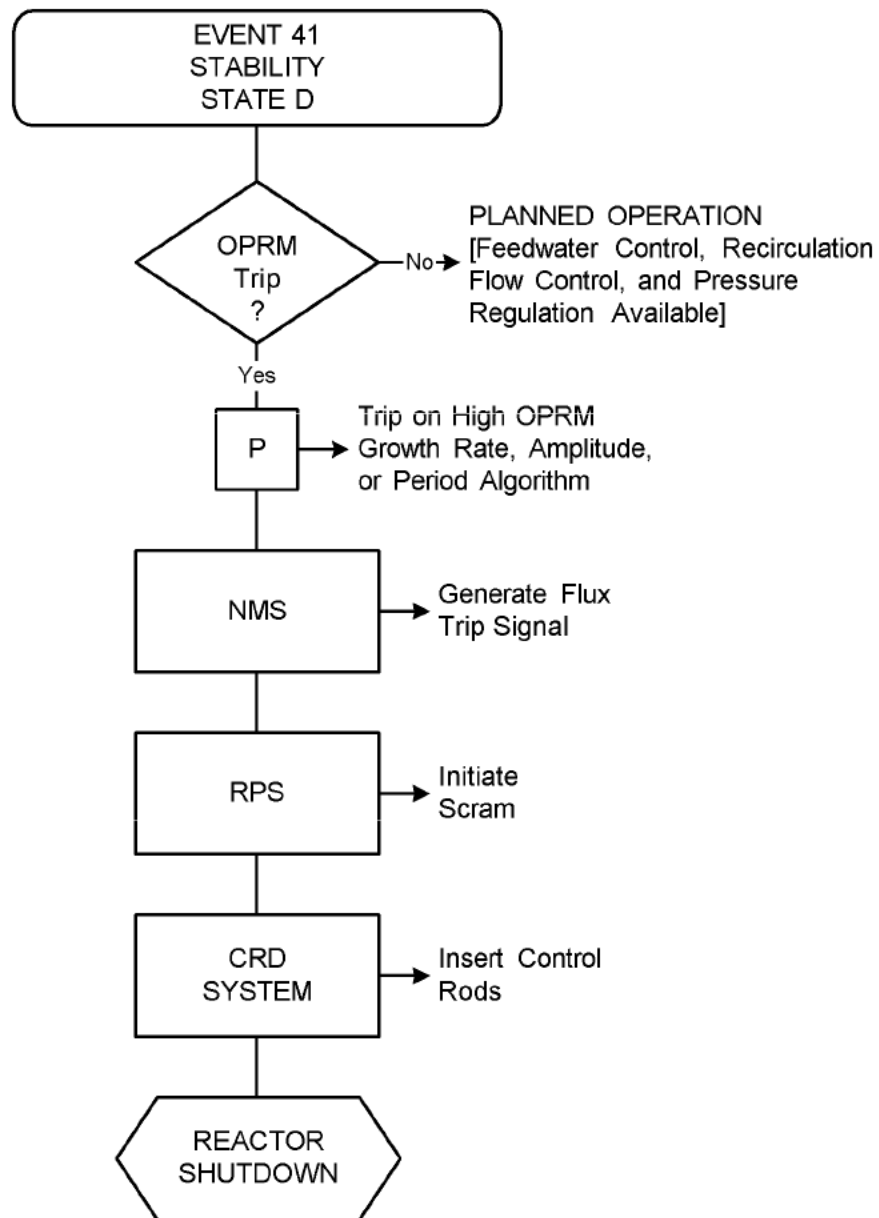 EVENT 41
STABILITY
STATE D
OPRM
Trip
?
No
PLANNED OPERATION
[Feedwater Control, Recirculation
Flow Control, and Pressure
Regulation Available]
Yes
P
Trip on High OPRM
Growth Rate, Amplitude,
or Period Algorithm
NMS
Generate Flux
Trip Signal
RPS
Initiate
Scram
CRD
SYSTEM
Insert Control
Rods
REACTOR
SHUTDOWN